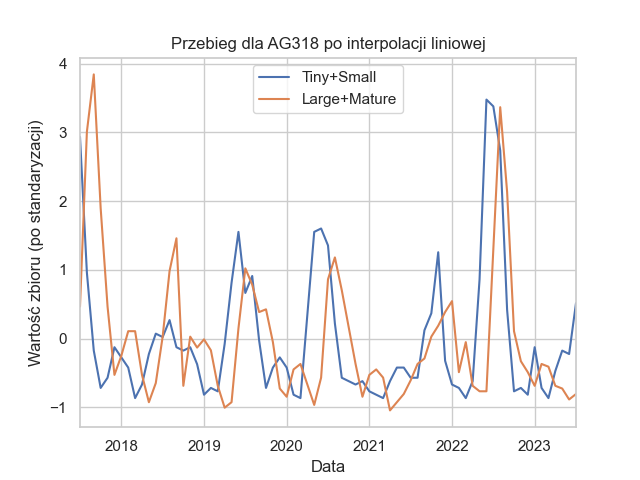 Przebieg dla AG318 po interpolacji liniowej
Tiny+Small
Large+Mature
Wartość zbioru (po standaryzacji)
4
3
2
1
0
−1
2018 2019 2020 2021 2022 2023
Data